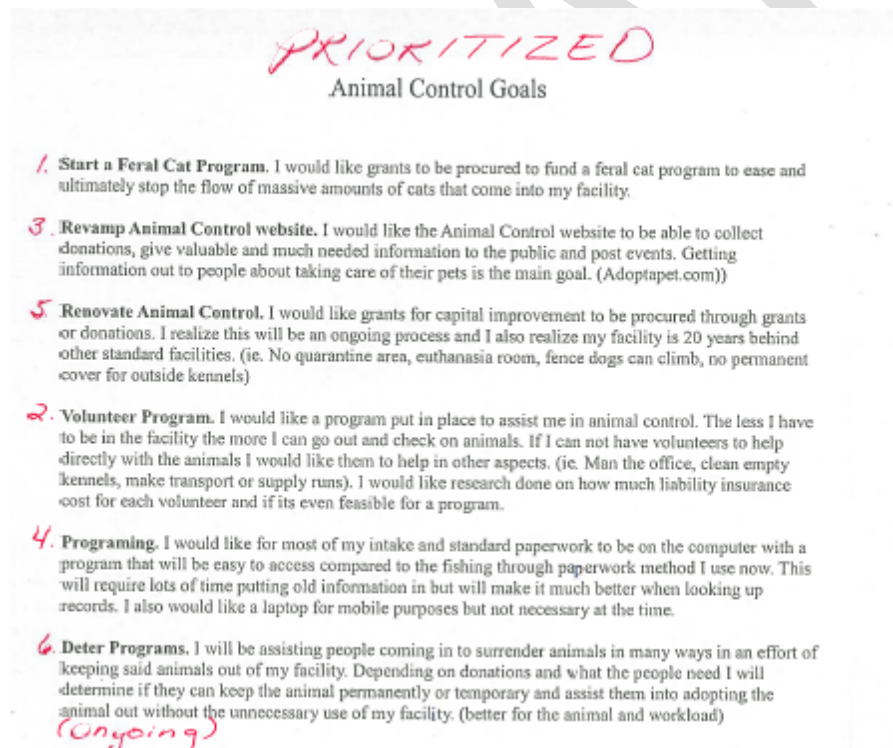 PRIORITIZED
Animal Control Goals
1. Start a Feral Cat Program. I would like grants to be procured to fund a feral cat program to ease and
ultimately stop the flow of massive amounts of cats that come into my facility.
3. Revamp Animal Control website. I would like the Animal Control website to be able to collect
donations, give valuable and much needed information to the public and post events. Getting
information out to people about taking care of their pets is the main goal. (Adoptapet.com))
5. Renovate Animal Control. I would like grants for capital improvement to be procured through grants
or donations. I realize this will be an ongoing process and I also realize my facility is 20 years behind
other standard facilities. (ie. No quarantine area, euthanasia room, fence dogs can climb, no permanent
cover for outside kennels)
2. Volunteer Program. I would like a program put in place to assist me in animal control. The less I have
to be in the facility the more I can go out and check on animals. If I can not have volunteers to help
directly with the animals I would like them to help in other aspects. (ie. Man the office, clean empty
kennels, make transport or supply runs). I would like research done on how much liability insurance
cost for each volunteer and if its even feasible for a program.
4. Programing. I would like for most of my intake and standard paperwork to be on the computer with a
program that will be easy to access compared to the fishing through paperwork method I use now. This
will require lots of time putting old information in but will make it much better when looking up
records. I also would like a laptop for mobile purposes but not necessary at the time.
6. Deter Programs. I will be assisting people coming in to surrender animals in many ways in an effort of
keeping said animals out of my facility. Depending on donations and what the people need I will
determine if they can keep the animal permanently or temporary and assist them into adopting the
animal out without the unnecessary use of my facility. (better for the animal and workload)
(Ongoing)